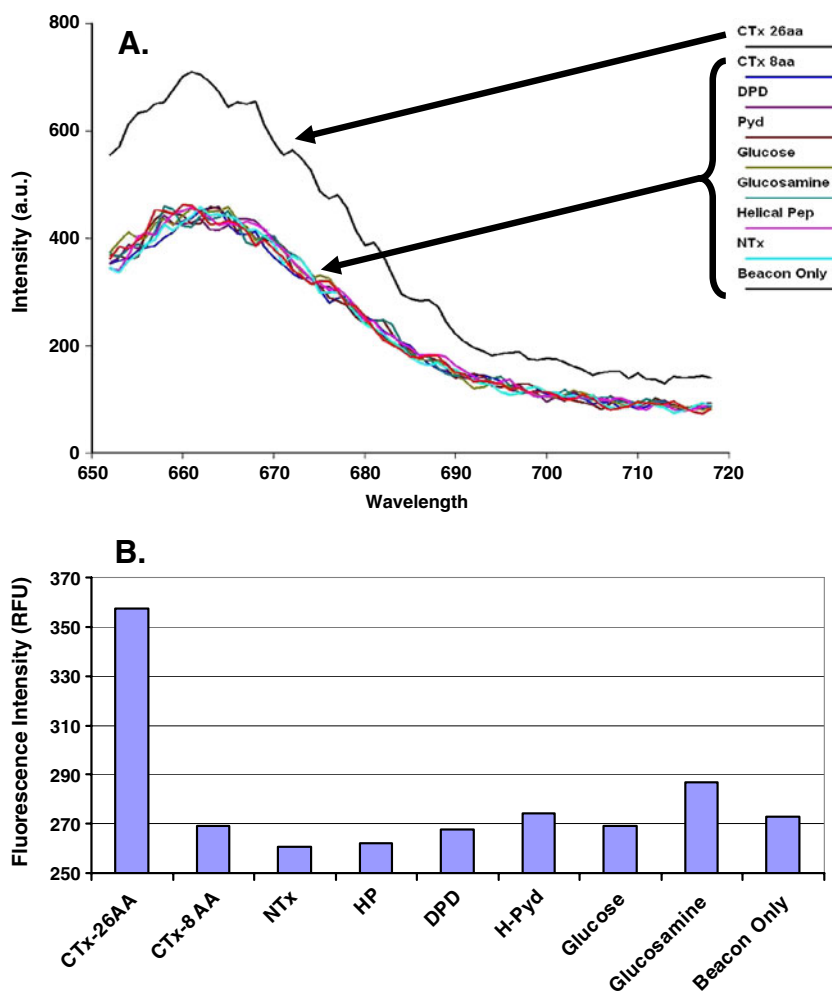 A.
800
600
400
200
0
Intensity (a.u.)
650 660 670 680 690 700 710 720
Wavelength
CTx 26aa
CTx 8aa
DPD
Pyd
Glucose
Glucosamine
Helical Pep
NTx
Beacon Only
B.
370
350
330
310
290
270
250
Fluorescence Intensity (RFU)
CTx-26AA
CTx-8 AA
NTx
HP
DPD
H-Pyd
Glucose
Glucosamine
Beacon Only